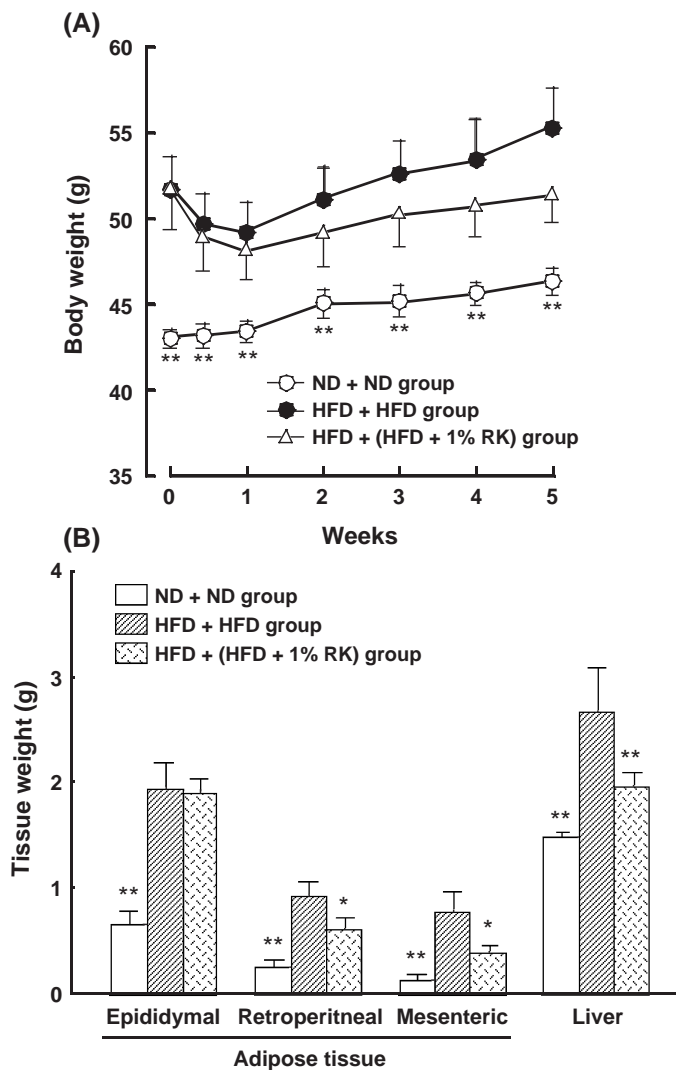 (A)
60
55
50
45
40
35
Body weight (g)
**
**
**
**
**
**
**
ND + ND group
HFD + HFD group
HFD + (HFD + 1% RK) group
0
1
2
3
4
5
Weeks
(B)
4
3
2
1
0
Tissue weight (g)
ND + ND group
HFD + HFD group
HFD + (HFD + 1% RK) group
**
**
*
**
*
**
**
Epididymal
Retroperitneal
Mesenteric
Liver
Adipose tissue